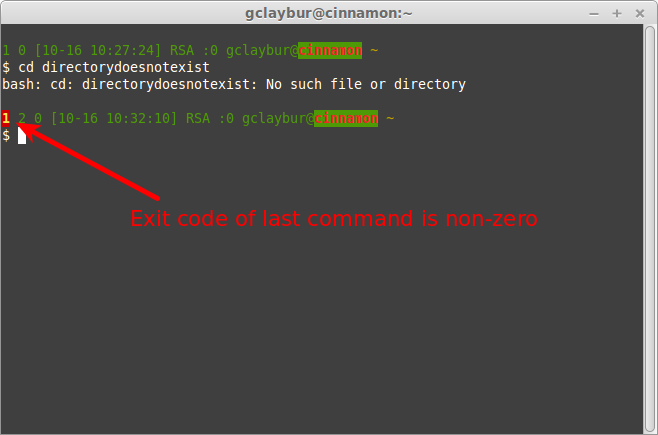 gclaybur@cinnamon:~
1 0 [10-16 10:27:24] RSA :0 gclaybur@cinnamon ~
$ cd directorydoesnotexist
bash: cd: directorydoesnotexist: No such file or directory
1 2 0 [10-16 10:32:10] RSA :0 gclaybur@cinnamon ~
$
Exit code of last command is non-zero